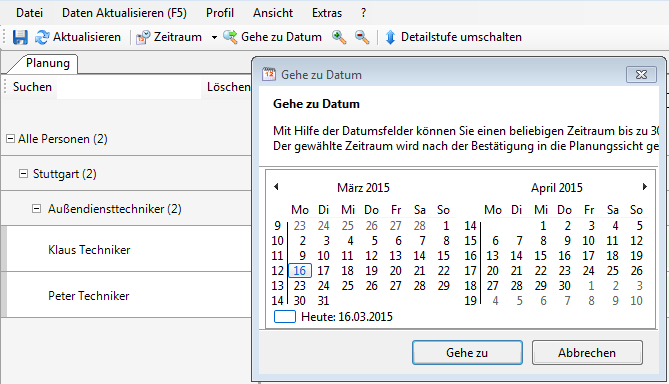 Datei Daten Aktualisieren (F5) Profil Ansicht Extras ?
Aktualisieren Zeitraum Gehe zu Datum Detailstufe umschalten
Planung
Suchen Löschen
Alle Personen (2)
Stuttgart (2)
Außendiensttechniker (2)
Klaus Techniker
Peter Techniker
Gehe zu Datum
Gehe zu Datum
Mit Hilfe der Datumsfelder können Sie einen beliebigen Zeitraum bis zu 30
Der gewählte Zeitraum wird nach der Bestätigung in die Planungssicht ge
März 2015 April 2015
Mo Di Mi Do Fr Sa So Mo Di Mi Do Fr Sa So
9 23 24 25 26 27 28 1 14 1 2 3 4 5
10 2 3 4 5 6 7 8 15 6 7 8 9 10 11 12
11 9 10 11 12 13 14 15 16 13 14 15 16 17 18 19
12 16 17 18 19 20 21 22 17 20 21 22 23 24 25 26
13 23 24 25 26 27 28 29 18 27 28 29 30 1 2 3
14 30 31 19 4 5 6 7 8 9 10
Heute: 16.03.2015
Gehe zu Abbrechen